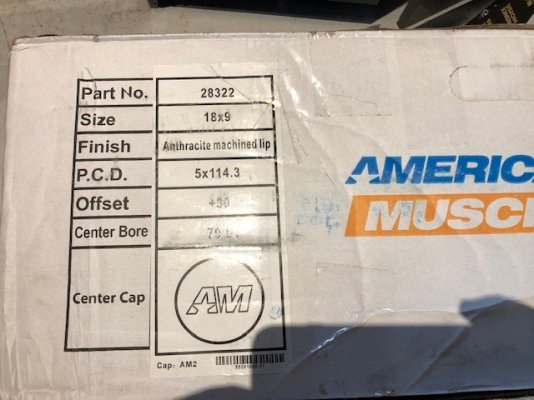 Part No. 28322
Size 18x9
Finish Anthracite machined lip
P.C.D. 5x114.3
Offset +30
Center Bore
Center Cap AM
Cap: AM2
AMERIC
MUSC